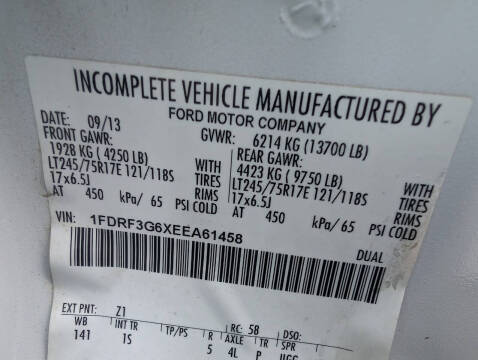 INCOMPLETE VEHICLE MANUFACTURED BY
FORD MOTOR COMPANY
DATE: 09/13 GVWR: 6214 KG (13700 LB)
FRONT GAWR: REAR GAWR:
1928 KG ( 4250 LB) WITH 4423 KG ( 9750 LB) WITH
LT245/75R17E 121/118S TIRES LT245/75R17E 121/118S TIRES
17x6.5J RIMS 17x6.5J RIMS
AT 450 kPa/ 65 PSI COLD AT 450 kPa/ 65 PSI COLD
VIN: 1FDRF3G6XEEA61458 DUAL
EXT PNT: Z1 RC: 58 DSO:
WB INT TR TP/PS R AXLE TR SPR
141 1S 5 4L P